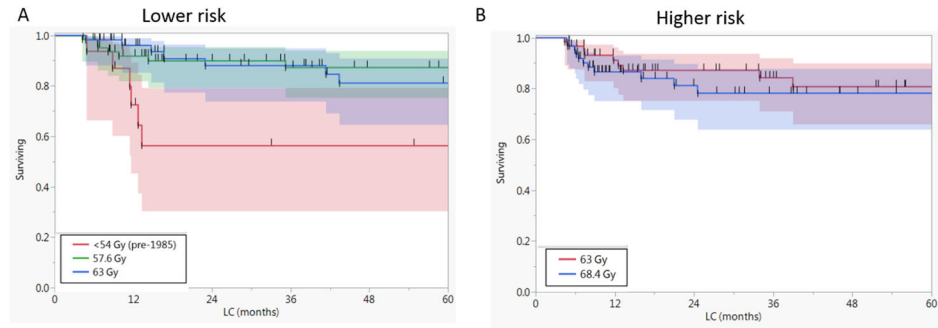 A
Lower risk
1.0
0.8
0.6
0.4
0.2
0.0
Surviving
<54 Gy (pre-1985)
57.6 Gy
63 Gy
0 12 24 36 48 60
LC (months)
B
Higher risk
1.0
0.8
0.6
0.4
0.2
0.0
Surviving
63 Gy
68.4 Gy
0 12 24 36 48 60
LC (months)